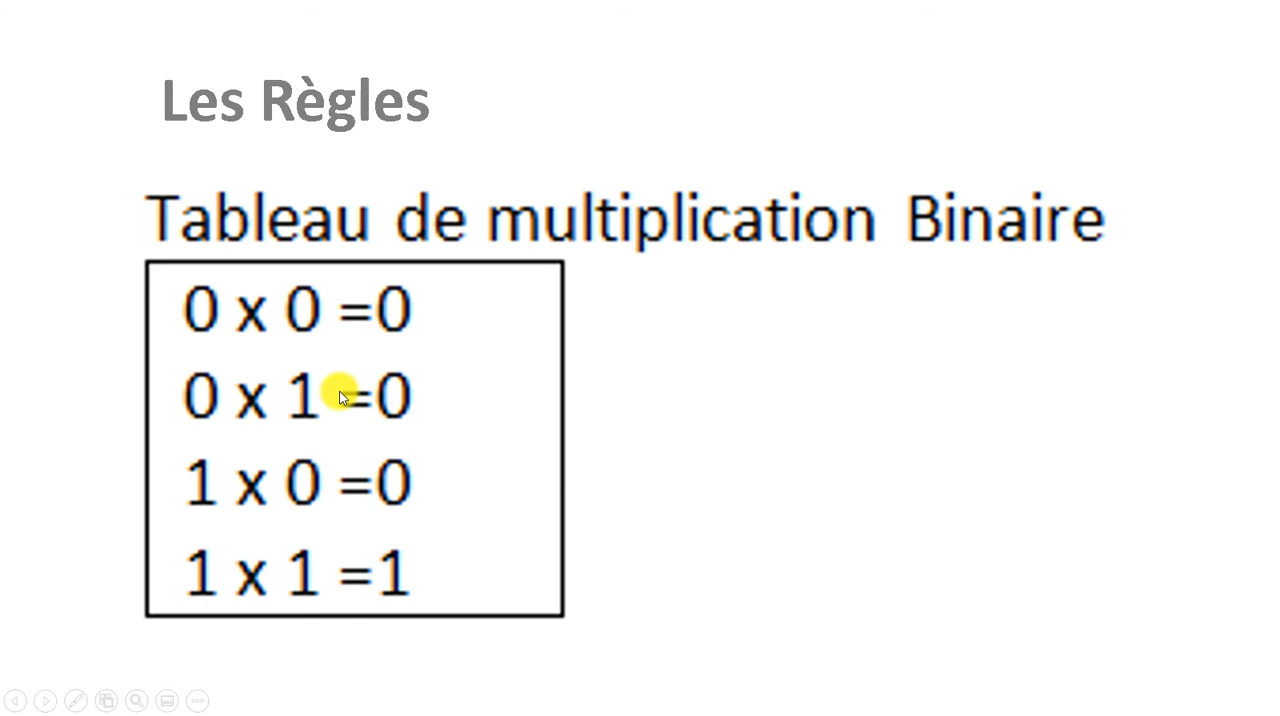 Les Règles
Tableau de multiplication Binaire
0 x 0 =0
0 x 1 =0
1 x 0 =0
1 x 1 =1